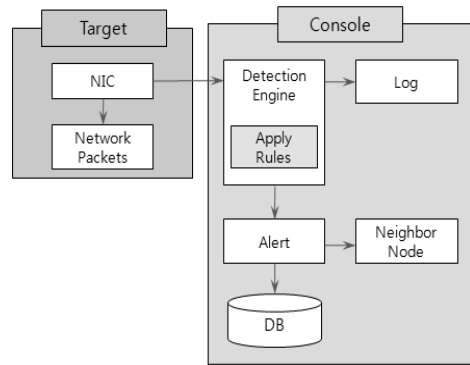 Target
NIC
Network
Packets
Console
Detection
Engine
Apply
Rules
Log
Alert
Neighbor
Node
DB